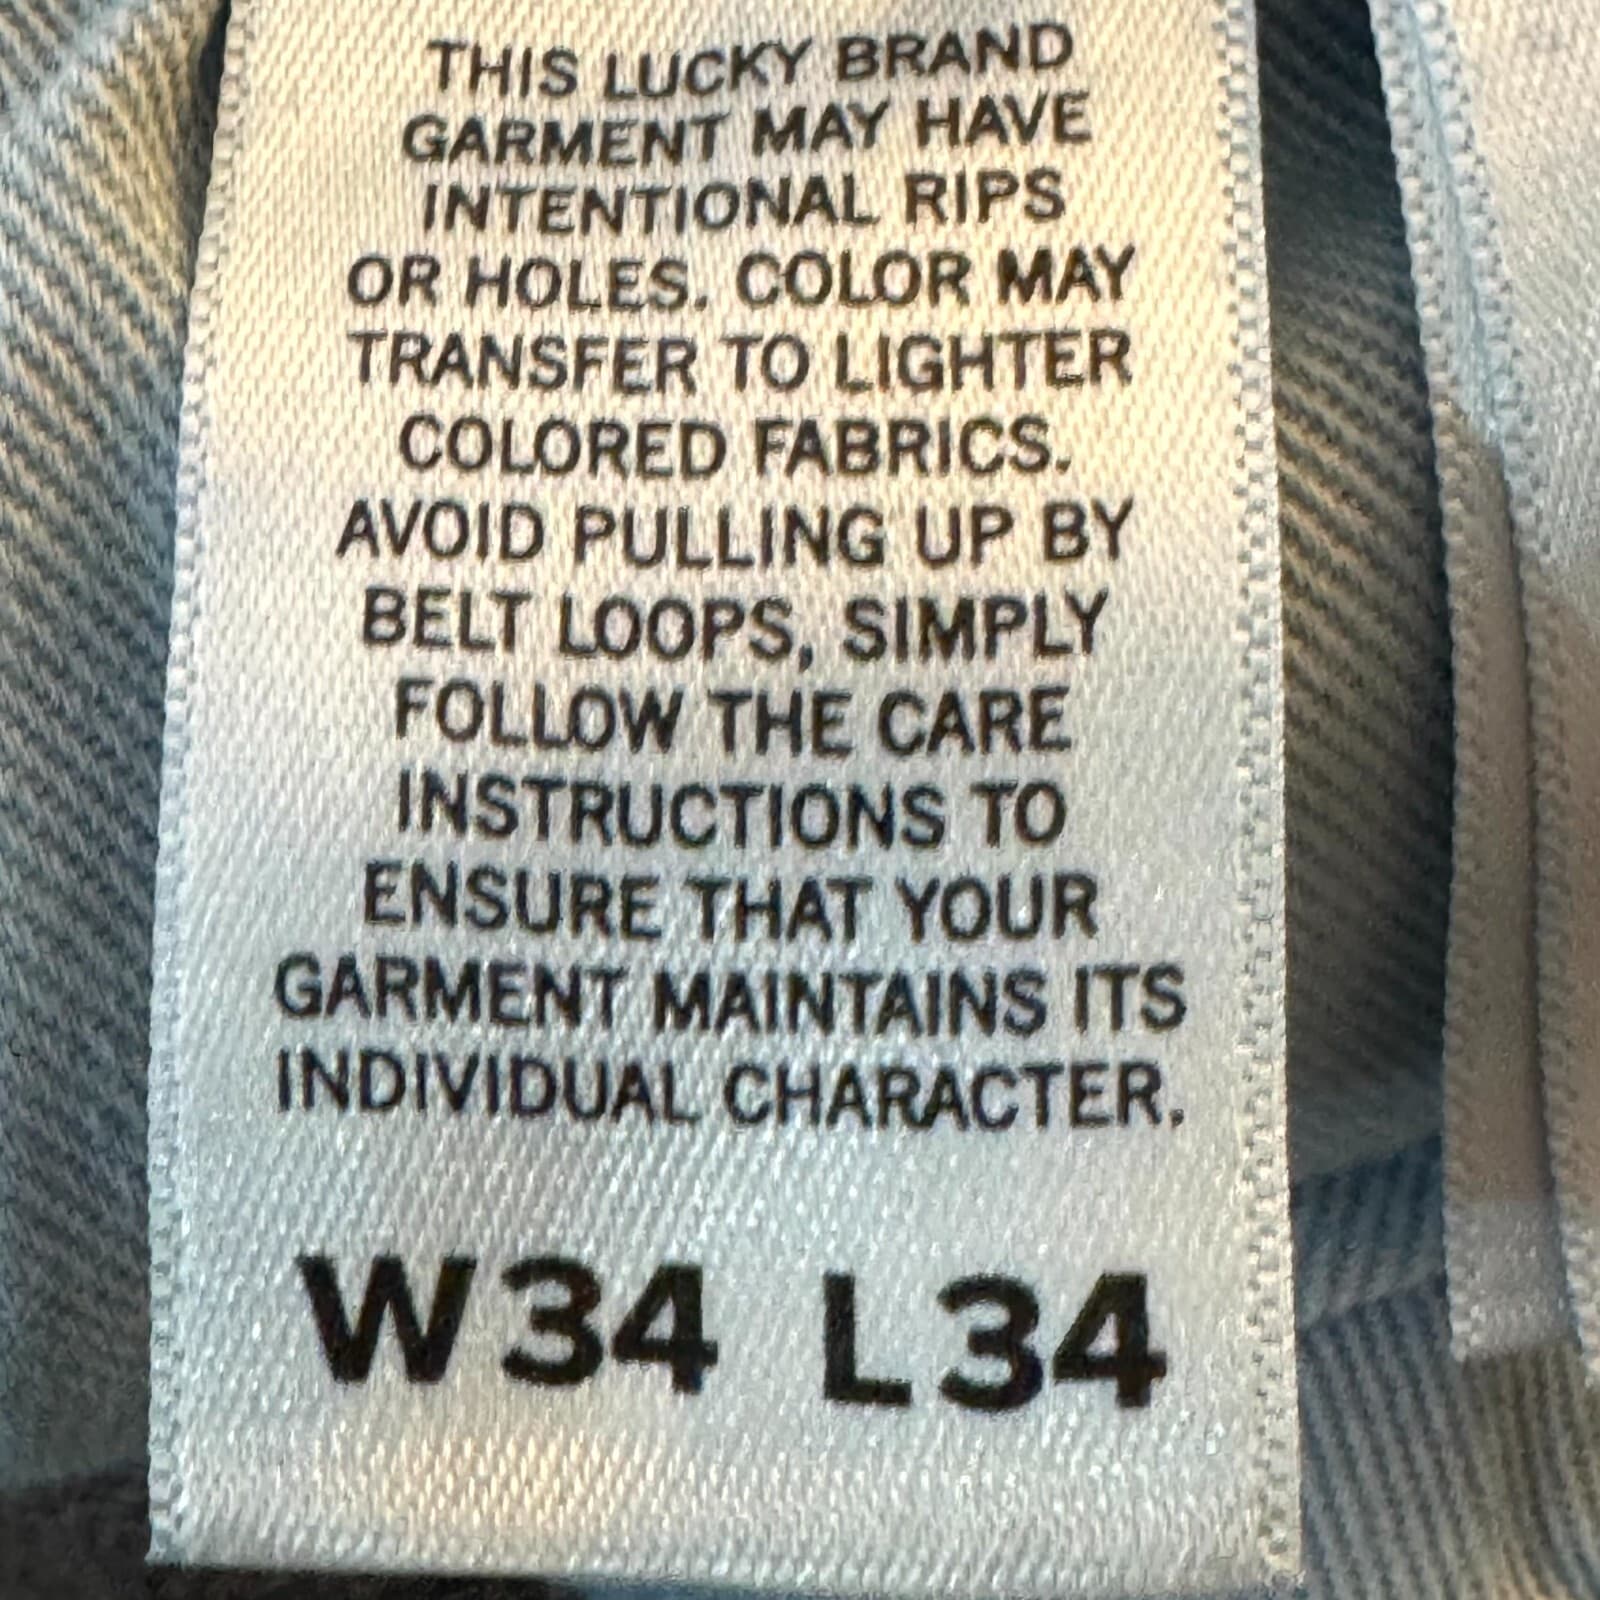 THIS LUCKY BRAND
GARMENT MAY HAVE
INTENTIONAL RIPS
OR HOLES. COLOR MAY
TRANSFER TO LIGHTER
COLORED FABRICS.
AVOID PULLING UP BY
BELT LOOPS, SIMPLY
FOLLOW THE CARE
INSTRUCTIONS TO
ENSURE THAT YOUR
GARMENT MAINTAINS ITS
INDIVIDUAL CHARACTER.
W34 L34